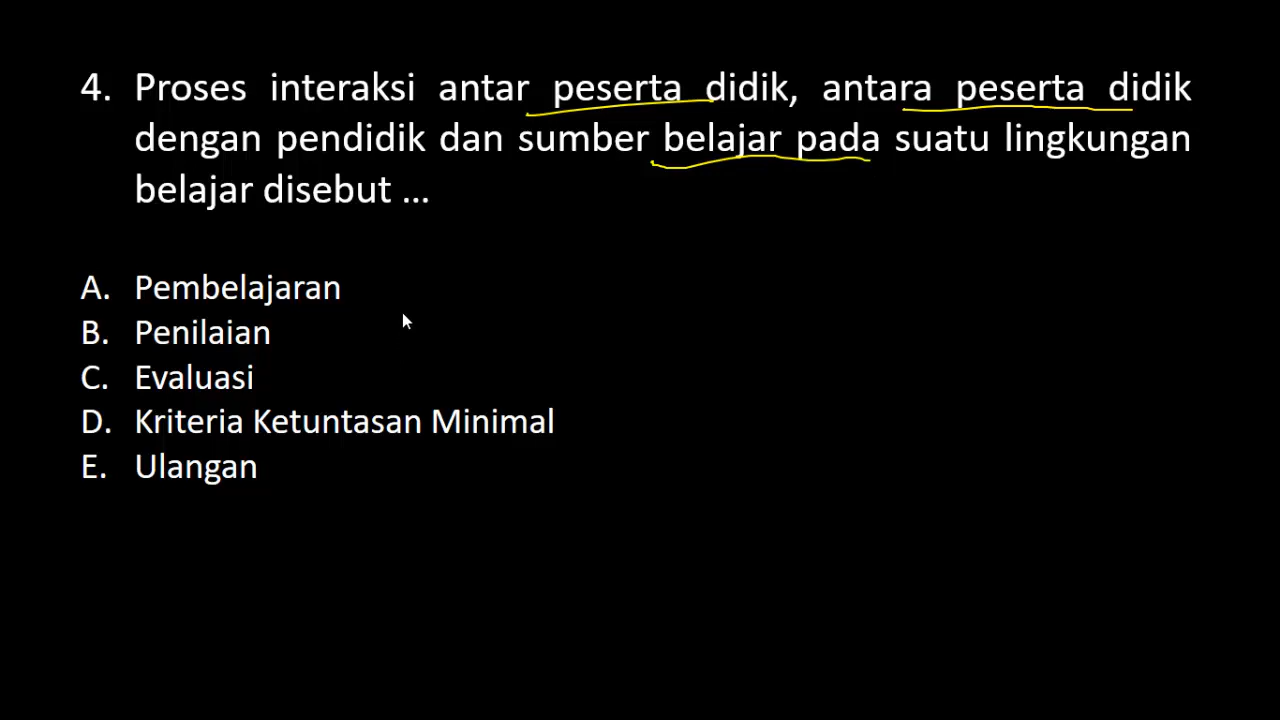 4. Proses interaksi antar peserta didik, antara peserta didik
dengan pendidik dan sumber belajar pada suatu lingkungan
belajar disebut ...
A. Pembelajaran
B. Penilaian
C. Evaluasi
D. Kriteria Ketuntasan Minimal
E. Ulangan